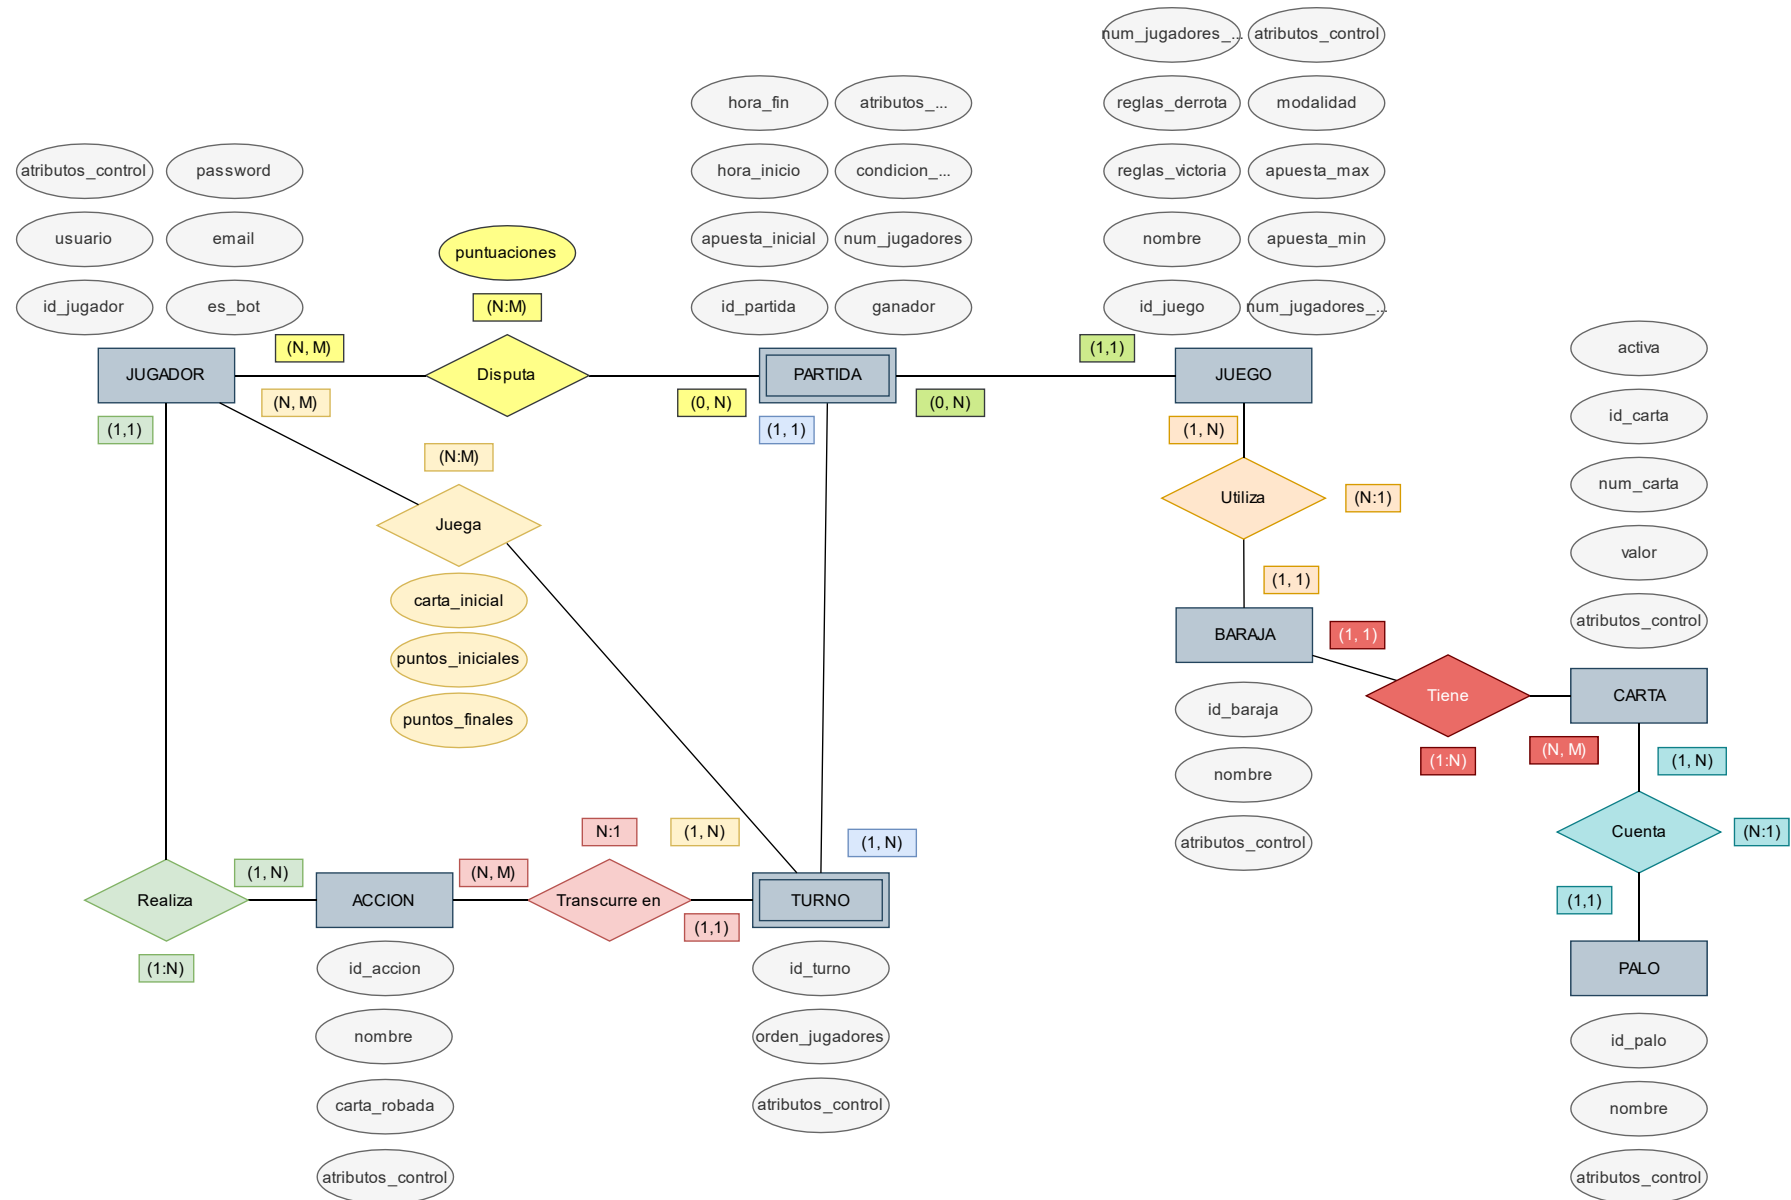 num_jugadores_...
atributos_control
hora_fin
atributos_...
reglas_derrota
modalidad
atributos_control
password
hora_inicio
condicion_...
reglas_victoria
apuesta_max
usuario
email
puntuaciones
apuesta_inicial
num_jugadores
nombre
apuesta_min
id_jugador
es_bot
(N:M)
id_partida
ganador
id_juego
num_jugadores_...
(N, M)
(1,1)
activa
JUGADOR
Disputa
PARTIDA
JUEGO
(N, M)
(0, N)
(0, N)
id_carta
(1,1)
(1, 1)
(1, N)
(N:M)
num_carta
Utiliza
(N:1)
Juega
valor
(1, 1)
carta_inicial
atributos_control
BARAJA
(1, 1)
puntos_iniciales
Tiene
CARTA
id_baraja
puntos_finales
(1:N)
(N, M)
(1, N)
nombre
N:1
(1, N)
(1, N)
Cuenta
(N:1)
atributos_control
(1, N)
(N, M)
Realiza
ACCION
Transcurre en
TURNO
(1,1)
(1,1)
(1:N)
id_accion
id_turno
PALO
nombre
orden_jugadores
id_palo
carta_robada
atributos_control
nombre
atributos_control
atributos_control